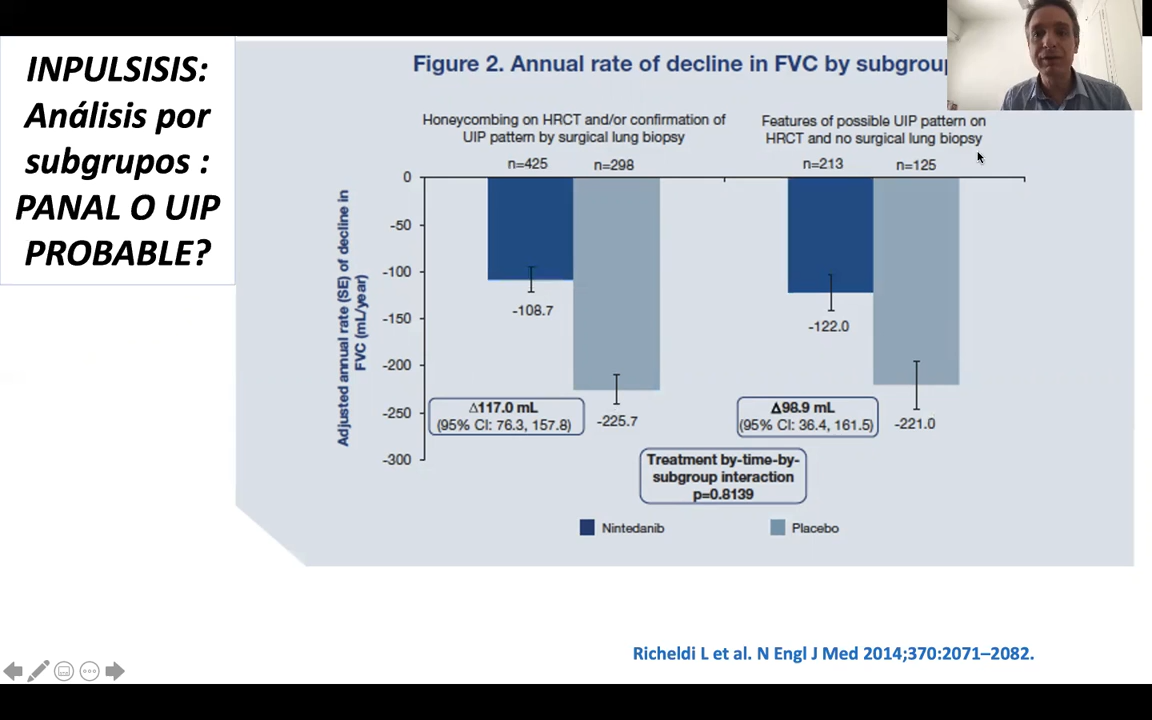 INPULSISIS:
Análisis por
subgrupos :
PANAL O UIP
PROBABLE?
Figure 2. Annual rate of decline in FVC by
Honeycombing on HRCT and/or confirmation of
UIP pattern by surgical lung biopsy
Features of possible UIP pattern on
HRCT and no surgical lung biopsy
n=425
n=298
n=213
n=125
Adjusted annual rate (SE) of decline in
FVC (mL/year)
0
-50
-100
-150
-200
-250
-300
-108.7
-225.7
-122.0
-221.0
Δ117.0 mL
(95% CI: 76.3, 157.8)
Δ98.9 mL
(95% CI: 36.4, 161.5)
Treatment by-time-by-
subgroup interaction
p=0.8139
Nintedanib
Placebo
Richeldi L et al. N Engl J Med 2014;370:2071–2082.